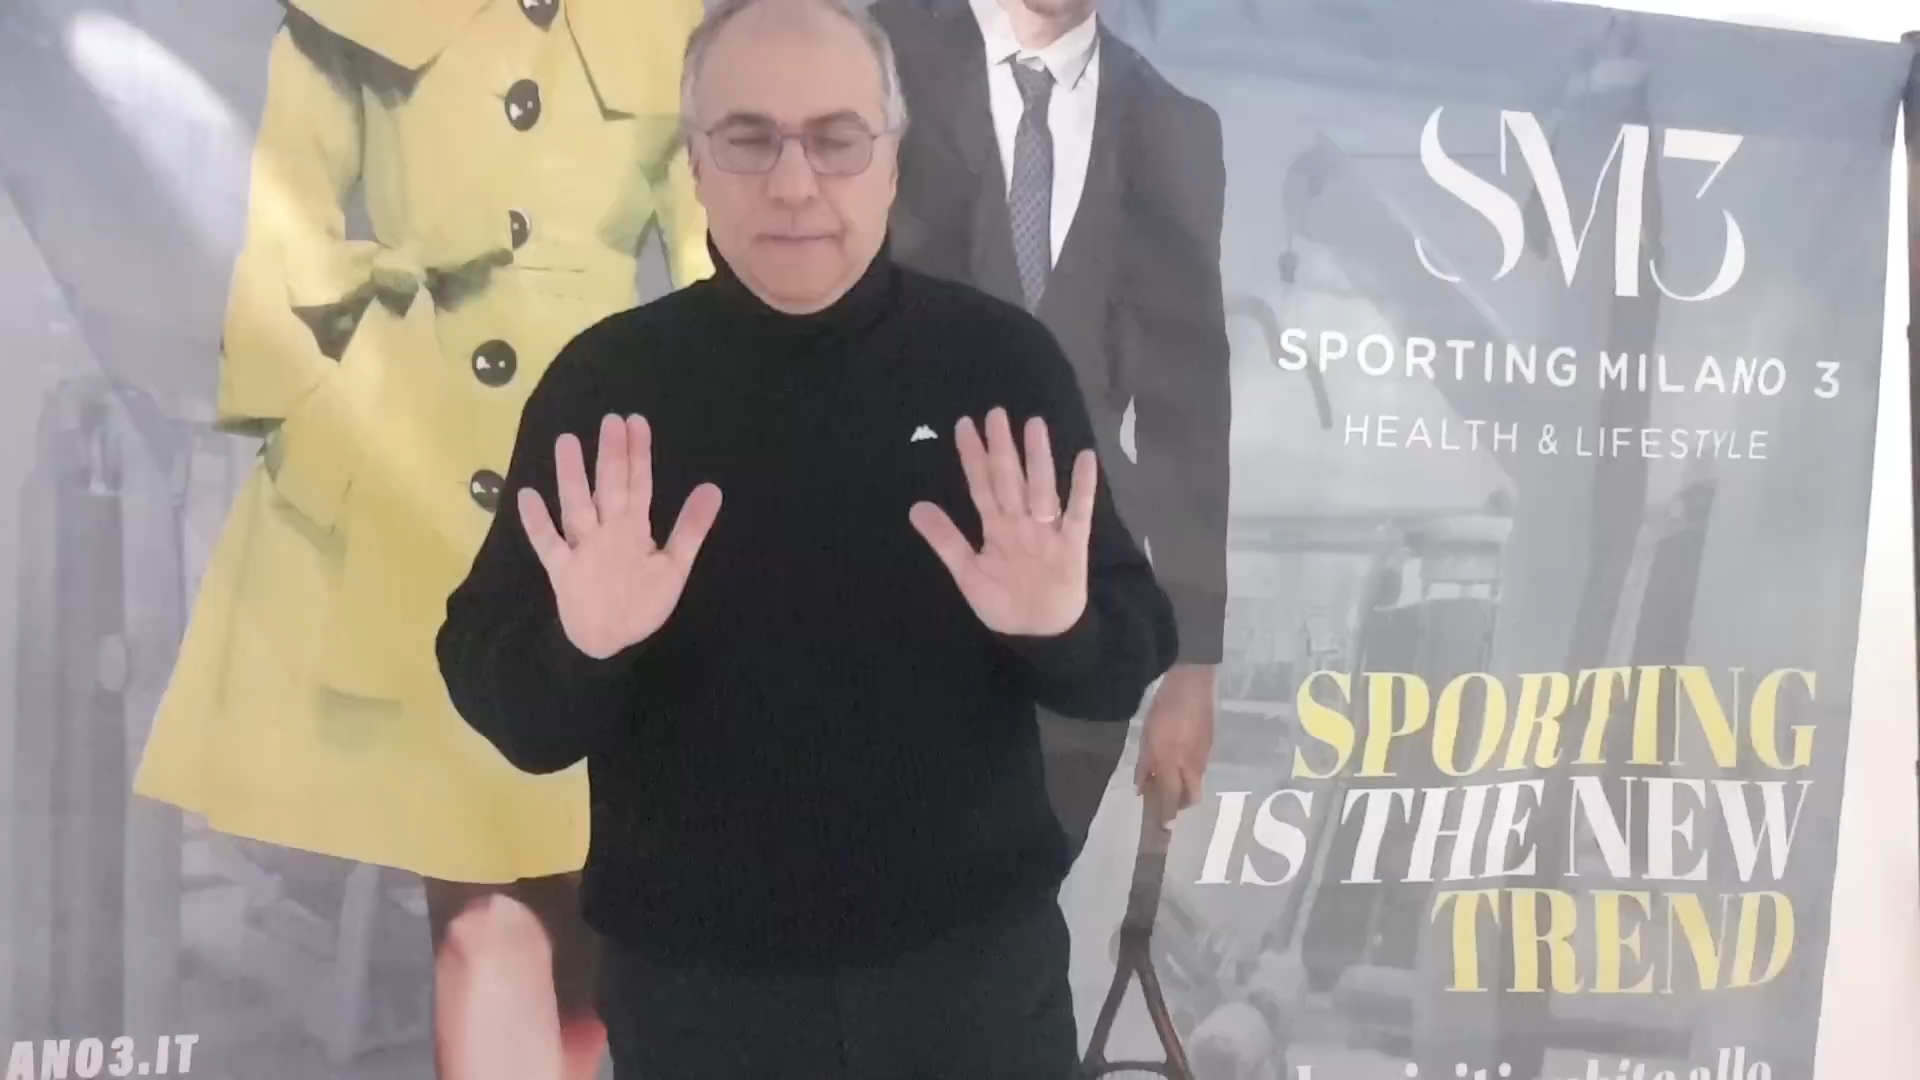 SM3
SPORTING MILANO 3
HEALTH & LIFESTYLE
SPORTING
IS THE NEW
TREND
ANO3.IT